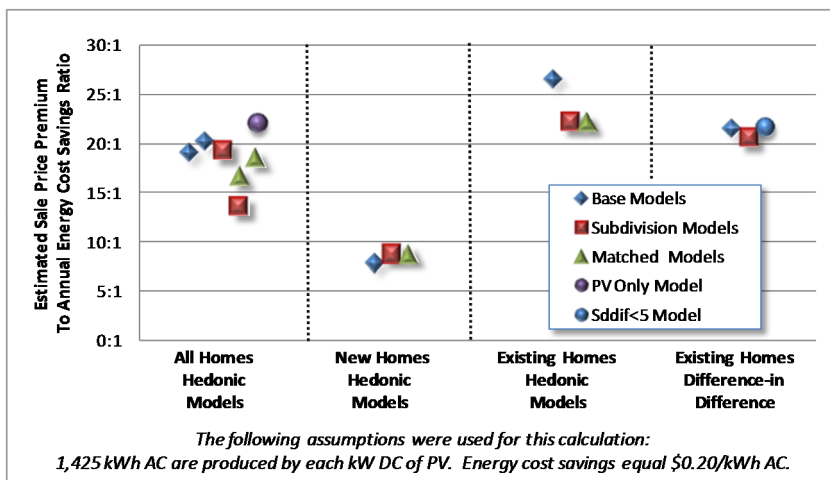 Estimated Sale Price Premium
To Annual Energy Cost Savings Ratio
30:1
25:1
20:1
15:1
10:1
5:1
0:1
Base Models
Subdivision Models
Matched Models
PV Only Model
Sddif<5 Model
All Homes
Hedonic
Models
New Homes
Hedonic
Models
Existing Homes
Hedonic
Models
Existing Homes
Difference-in
Difference
The following assumptions were used for this calculation:
1,425 kWh AC are produced by each kW DC of PV. Energy cost savings equal $0.20/kWh AC.